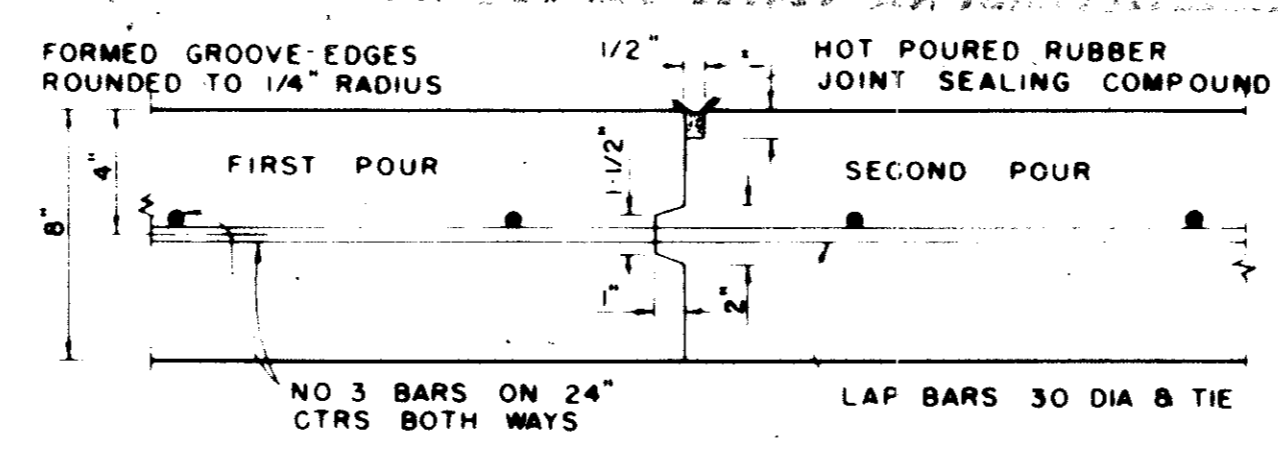 FORMED GROOVE-EDGES
ROUNDED TO 1/4" RADIUS
1/2"
HOT POURED RUBBER
JOINT SEALING COMPOUND
FIRST POUR
SECOND POUR
4"
8"
1-1/2"
1"
2"
NO 3 BARS ON 24"
CTRS BOTH WAYS
LAP BARS 30 DIA & TIE